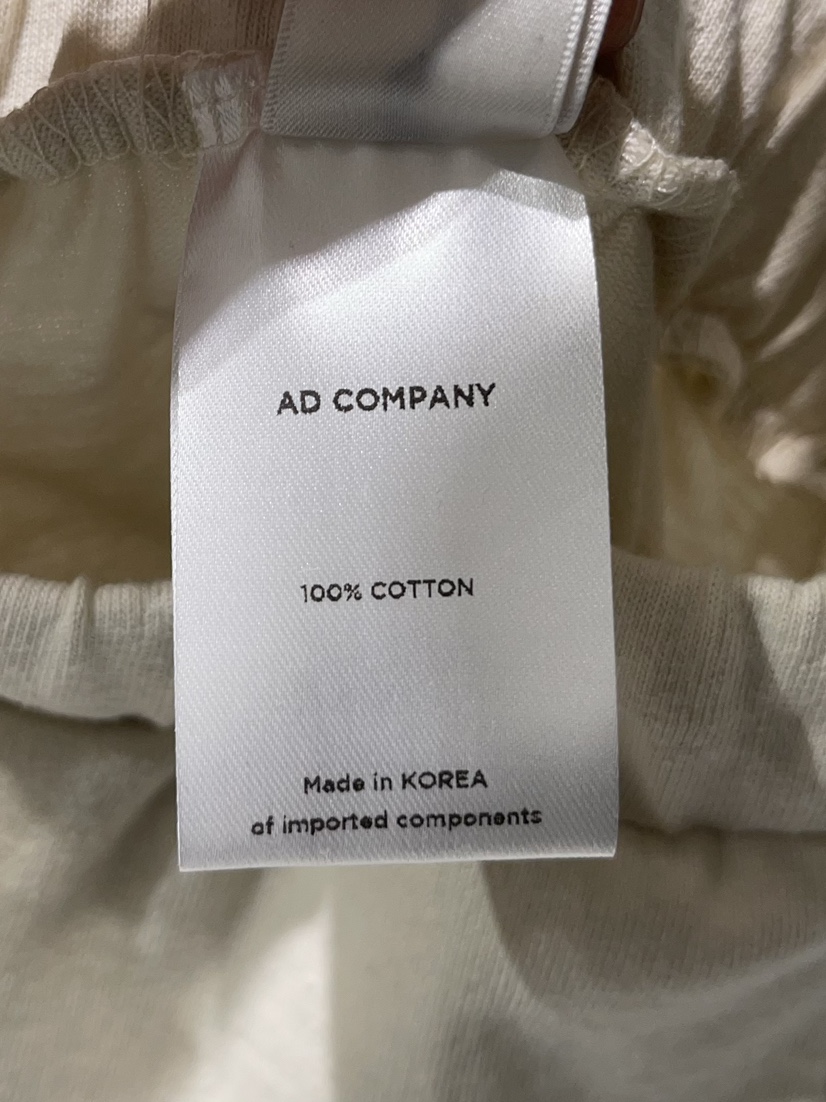 AD COMPANY
100% COTTON
Made in KOREA
of imported components